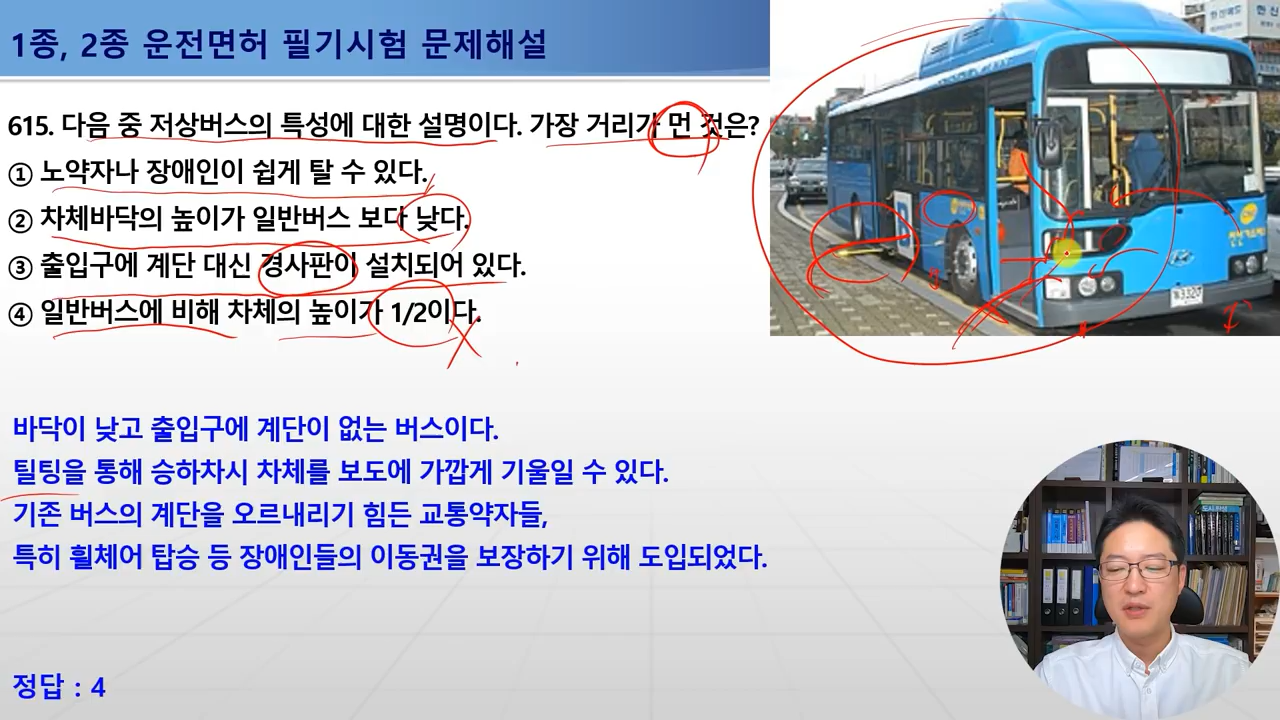 1종, 2종 운전면허 필기시험 문제해설
615. 다음 중 저상버스의 특성에 대한 설명이다. 가장 거리가 먼 것은?
① 노약자나 장애인이 쉽게 탈 수 있다.
② 차체바닥의 높이가 일반버스 보다 낮다.
③ 출입구에 계단 대신 경사판이 설치되어 있다.
④ 일반버스에 비해 차체의 높이가 1/2이다.
바닥이 낮고 출입구에 계단이 없는 버스이다.
틸팅을 통해 승하차시 차체를 보도에 가깝게 기울일 수 있다.
기존 버스의 계단을 오르내리기 힘든 교통약자들,
특히 휠체어 탑승 등 장애인들의 이동권을 보장하기 위해 도입되었다.
정답 : 4